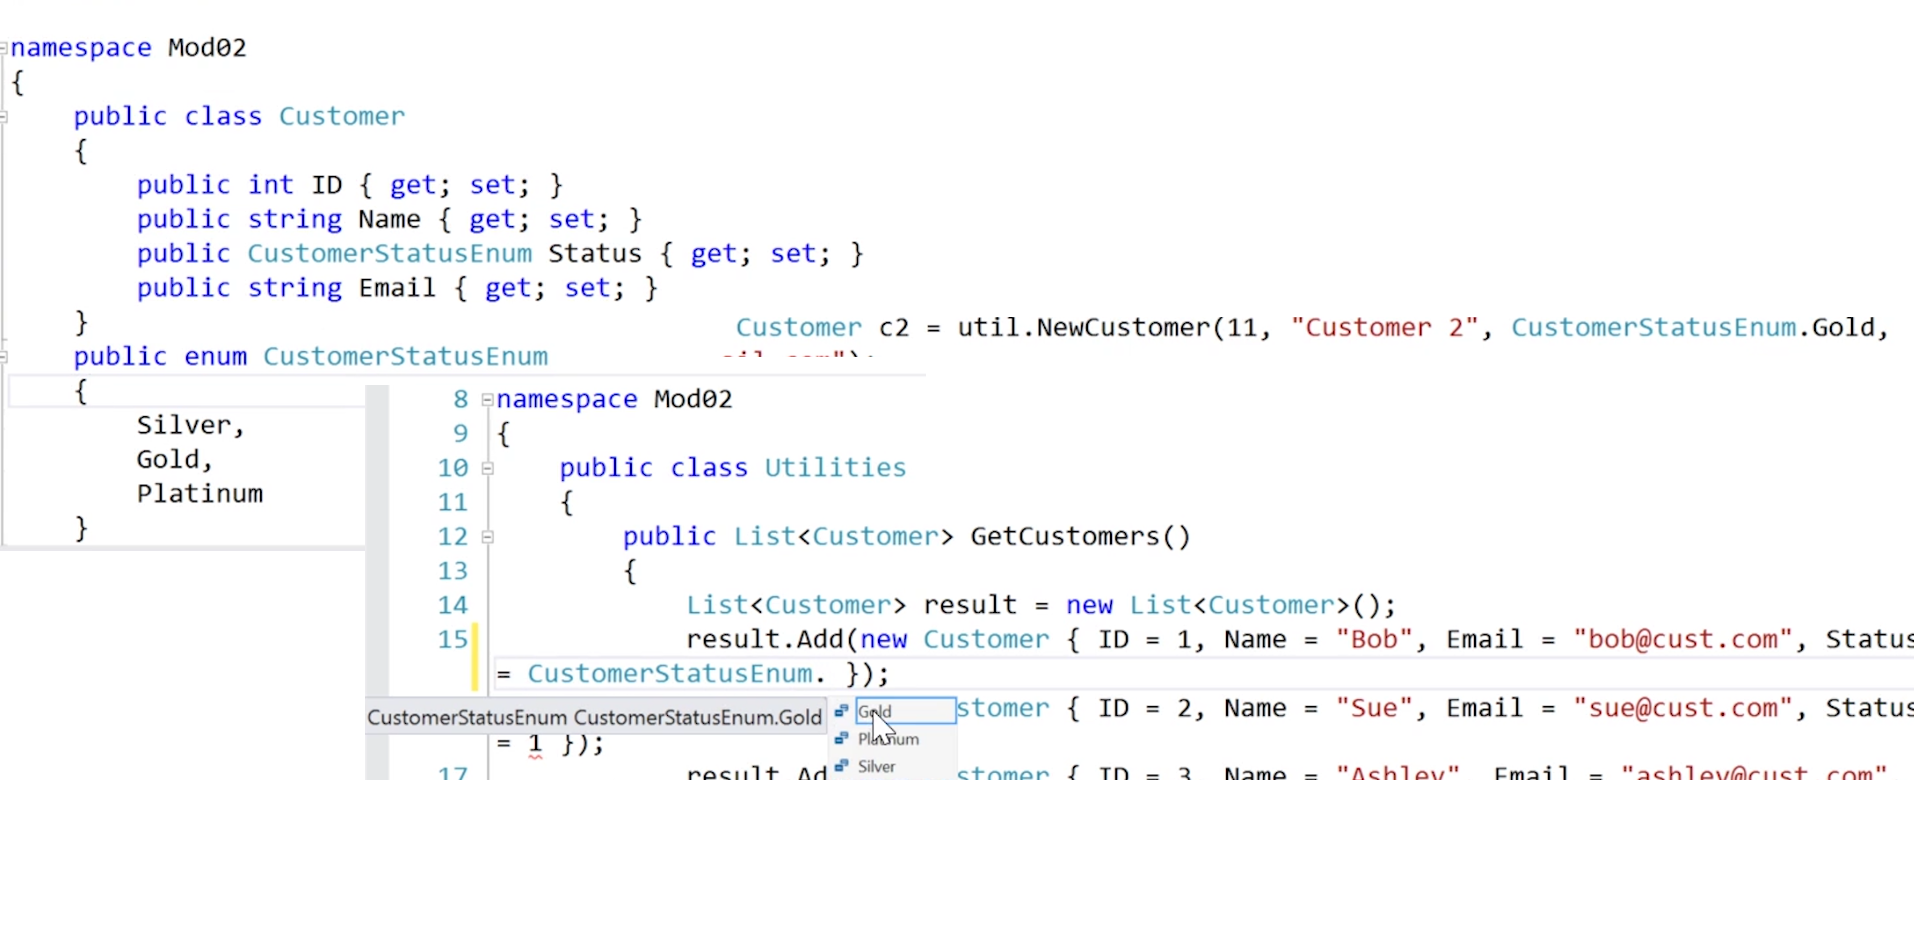 namespace Mod02
{
public class Customer
{
public int ID { get; set; }
public string Name { get; set; }
public CustomerStatusEnum Status { get; set; }
public string Email { get; set; }
}
public enum CustomerStatusEnum
{
Silver,
Gold,
Platinum
}
Customer c2 = util.NewCustomer(11, "Customer 2", CustomerStatusEnum.Gold,
8 namespace Mod02
9 {
10 public class Utilities
11 {
12 public List<Customer> GetCustomers()
13 {
14 List<Customer> result = new List<Customer>();
15 result.Add(new Customer { ID = 1, Name = "Bob", Email = "bob@cust.com", Status
= CustomerStatusEnum. });
CustomerStatusEnum CustomerStatusEnum.Gold
Gold
Platinum
Silver
stomer { ID = 2, Name = "Sue", Email = "sue@cust.com", Status
= 1 });
17 result.Ad stomer { ID = 3, Name = "Ashley", Email = "ashley@cust.com"